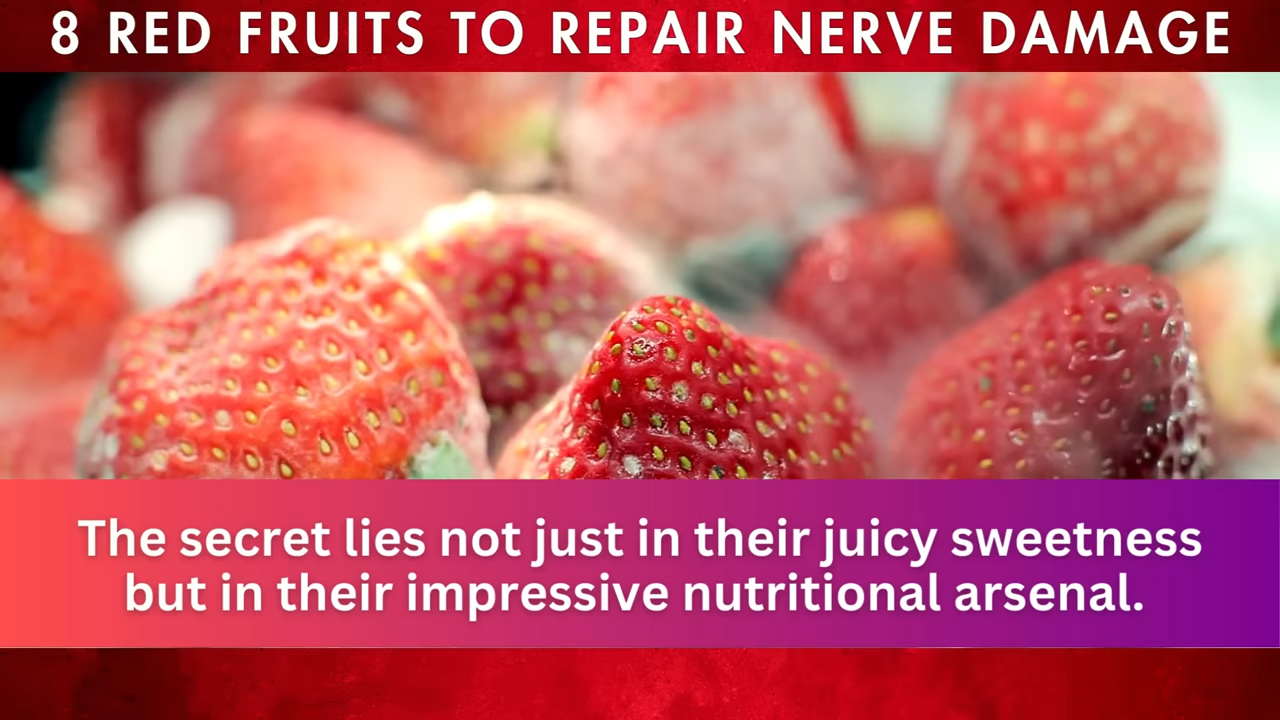 8 RED FRUITS TO REPAIR NERVE DAMAGE
The secret lies not just in their juicy sweetness
but in their impressive nutritional arsenal.